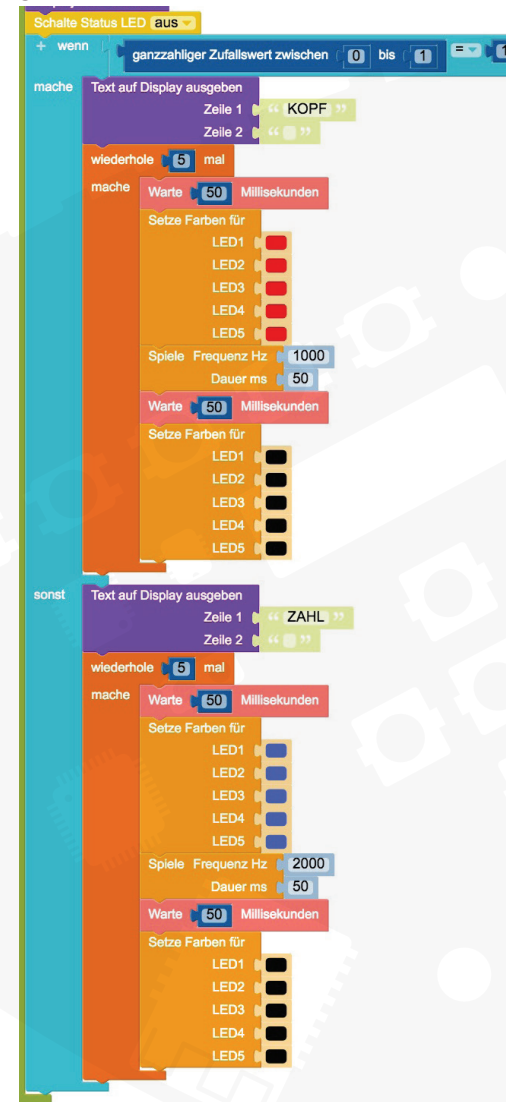 Schalte Status LED aus
+ wenn ganzzahliger Zufallswert zwischen 0 bis 1 =
mache Text auf Display ausgeben
Zeile 1 “ KOPF ”
Zeile 2 “ ”
wiederhole 5 mal
mache Warte 50 Millisekunden
Setze Farben für
LED1
LED2
LED3
LED4
LED5
Spiele Frequenz Hz 1000
Dauer ms 50
Warte 50 Millisekunden
Setze Farben für
LED1
LED2
LED3
LED4
LED5
sonst Text auf Display ausgeben
Zeile 1 “ ZAHL ”
Zeile 2 “ ”
wiederhole 5 mal
mache Warte 50 Millisekunden
Setze Farben für
LED1
LED2
LED3
LED4
LED5
Spiele Frequenz Hz 2000
Dauer ms 50
Warte 50 Millisekunden
Setze Farben für
LED1
LED2
LED3
LED4
LED5